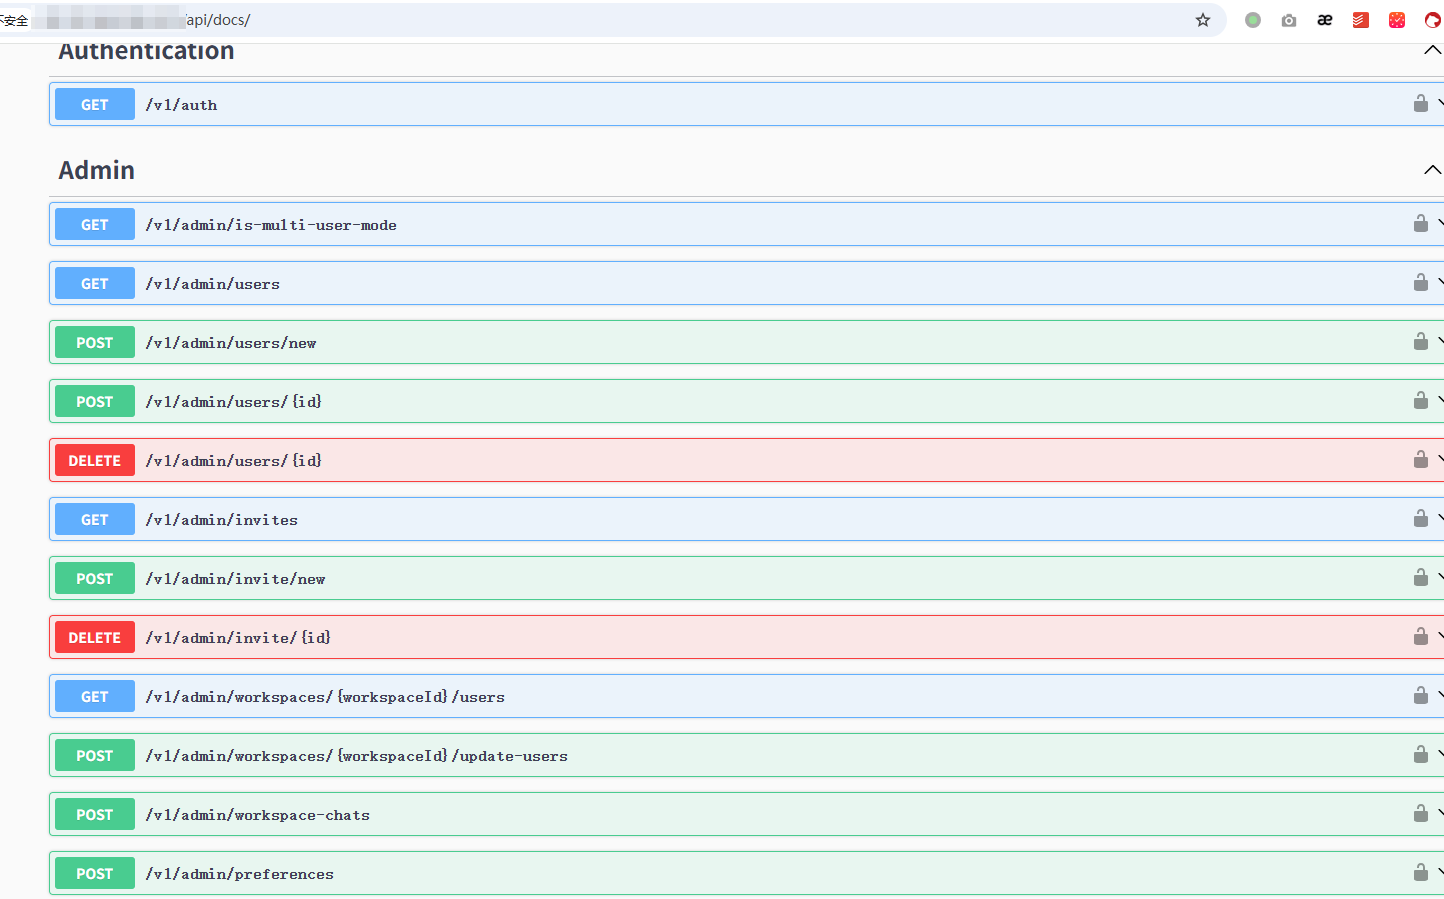 不安全
/api/docs/
Authentication
GET /v1/auth
Admin
GET /v1/admin/is-multi-user-mode
GET /v1/admin/users
POST /v1/admin/users/new
POST /v1/admin/users/{id}
DELETE /v1/admin/users/{id}
GET /v1/admin/invites
POST /v1/admin/invite/new
DELETE /v1/admin/invite/{id}
GET /v1/admin/workspaces/{workspaceId}/users
POST /v1/admin/workspaces/{workspaceId}/update-users
POST /v1/admin/workspace-chats
POST /v1/admin/preferences